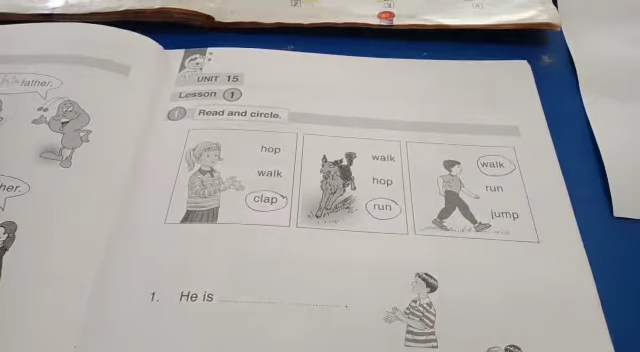 father.
her.
UNIT 15
Lesson 1
1 Read and circle.
hop
walk
clap
walk
hop
run
walk
run
jump
1. He is .................... .